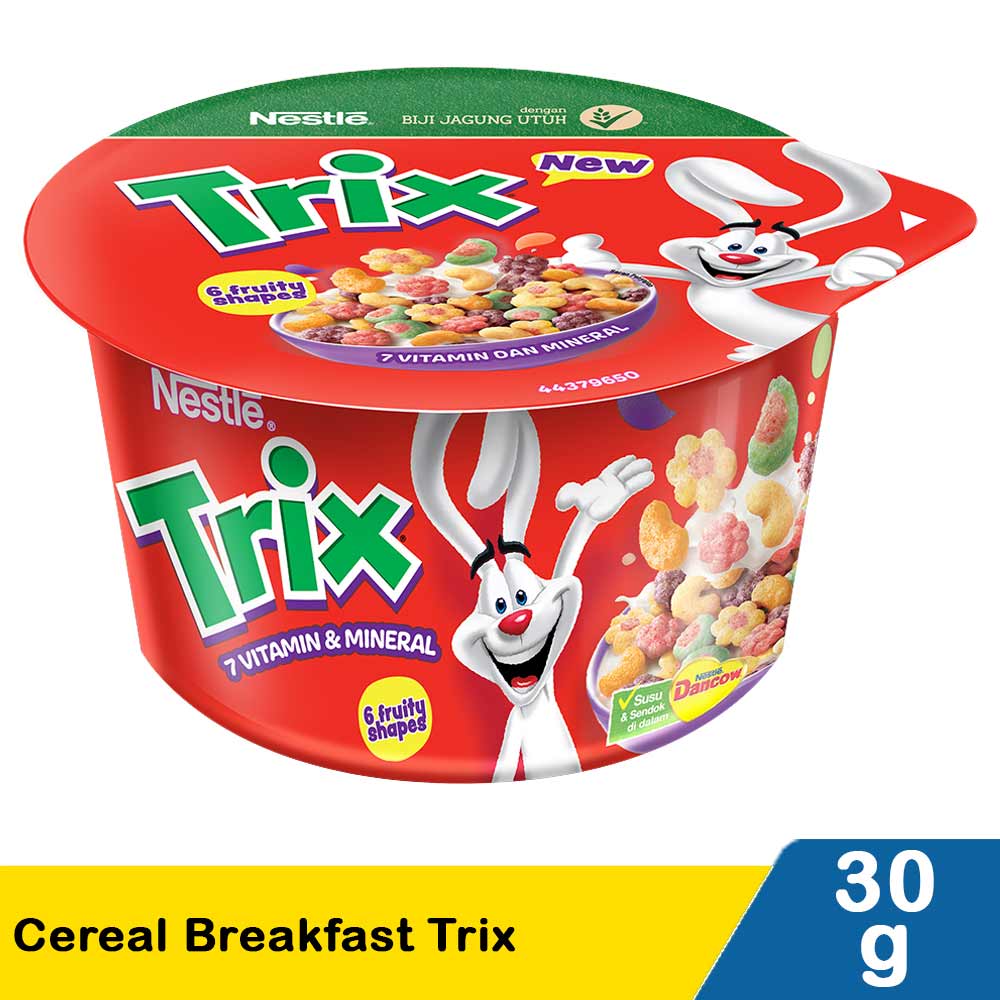 Nestlé
dengan
BIJI JAGUNG UTUH
Trix
New
6 fruity
shapes
7 VITAMIN DAN MINERAL
44379650
Nestlé®
Trix®
7 VITAMIN & MINERAL
6 fruity
shapes
Susu
& Sendok
di dalam
Nestlé
Dancow
Cereal Breakfast Trix
30
g